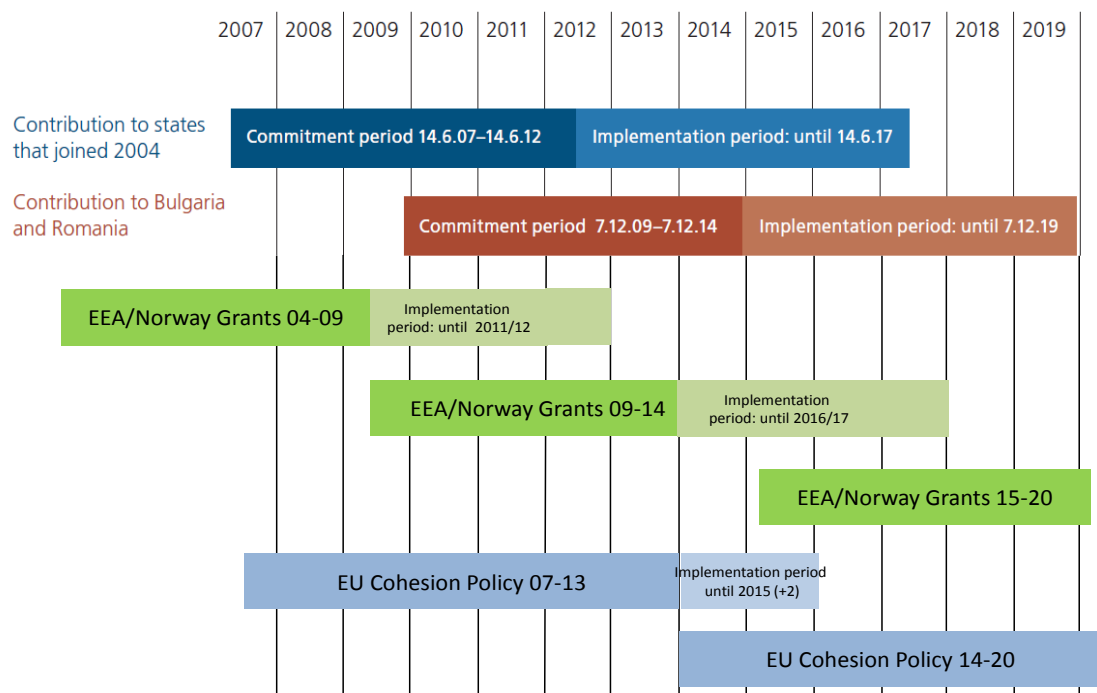 2007 2008 2009 2010 2011 2012 2013 2014 2015 2016 2017 2018 2019
Contribution to states
that joined 2004
Commitment period 14.6.07–14.6.12
Implementation period: until 14.6.17
Contribution to Bulgaria
and Romania
Commitment period 7.12.09–7.12.14
Implementation period: until 7.12.19
EEA/Norway Grants 04-09
Implementation
period: until 2011/12
EEA/Norway Grants 09-14
Implementation
period: until 2016/17
EEA/Norway Grants 15-20
EU Cohesion Policy 07-13
Implementation period
until 2015 (+2)
EU Cohesion Policy 14-20